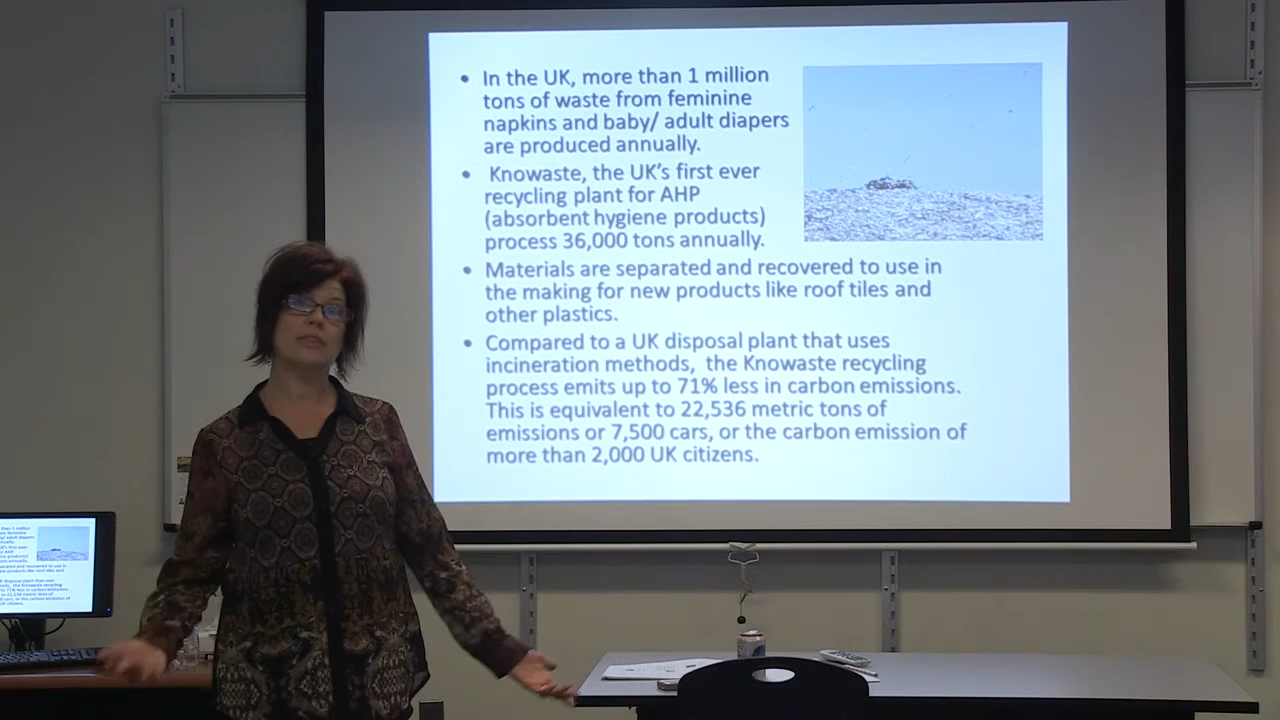 • In the UK, more than 1 million
tons of waste from feminine
napkins and baby/ adult diapers
are produced annually.
• Knowaste, the UK's first ever
recycling plant for AHP
(absorbent hygiene products)
process 36,000 tons annually.
• Materials are separated and recovered to use in
the making for new products like roof tiles and
other plastics.
• Compared to a UK disposal plant that uses
incineration methods, the Knowaste recycling
process emits up to 71% less in carbon emissions.
This is equivalent to 22,536 metric tons of
emissions or 7,500 cars, or the carbon emission of
more than 2,000 UK citizens.